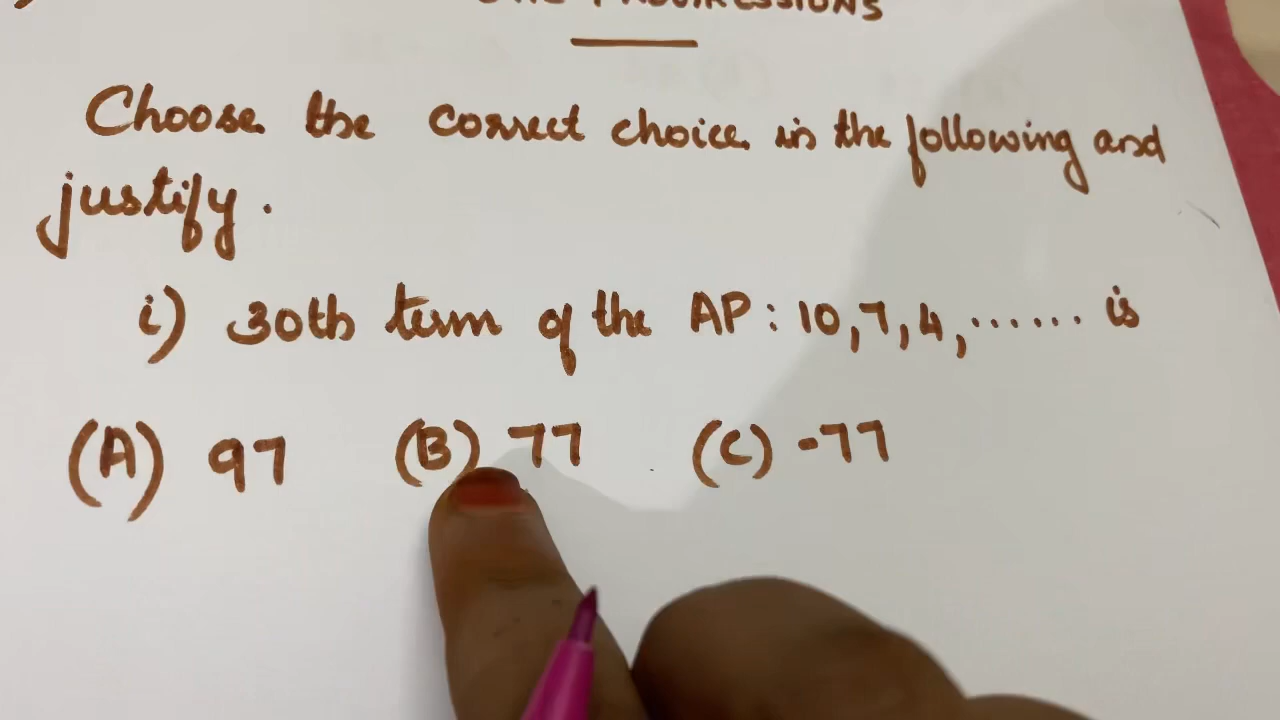 PROGRESSIONS
Choose the correct choice in the following and
justify.
i) 30th term of the AP: 10, 7, 4, ...... is
(A) 97 (B) 77 (C) -77